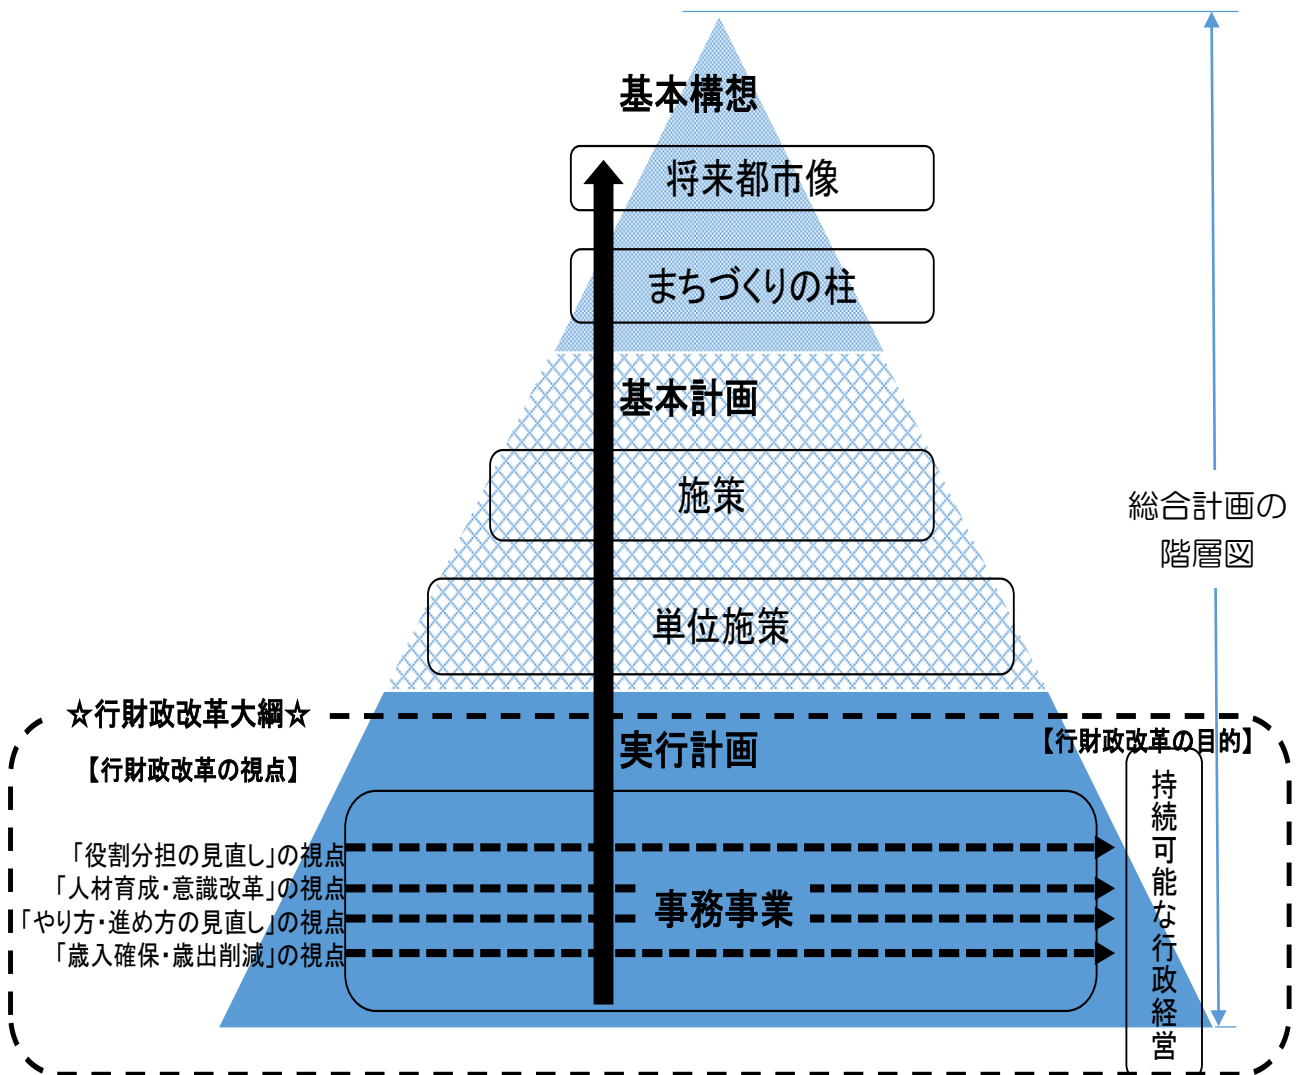 基本構想
将来都市像
まちづくりの柱
基本計画
施策
単位施策
総合計画の
階層図
☆行財政改革大綱☆
【行財政改革の視点】
実行計画
【行財政改革の目的】
「役割分担の見直し」の視点
「人材育成・意識改革」の視点
「やり方・進め方の見直し」の視点
「歳入確保・歳出削減」の視点
事務事業
持続可能な行政経営